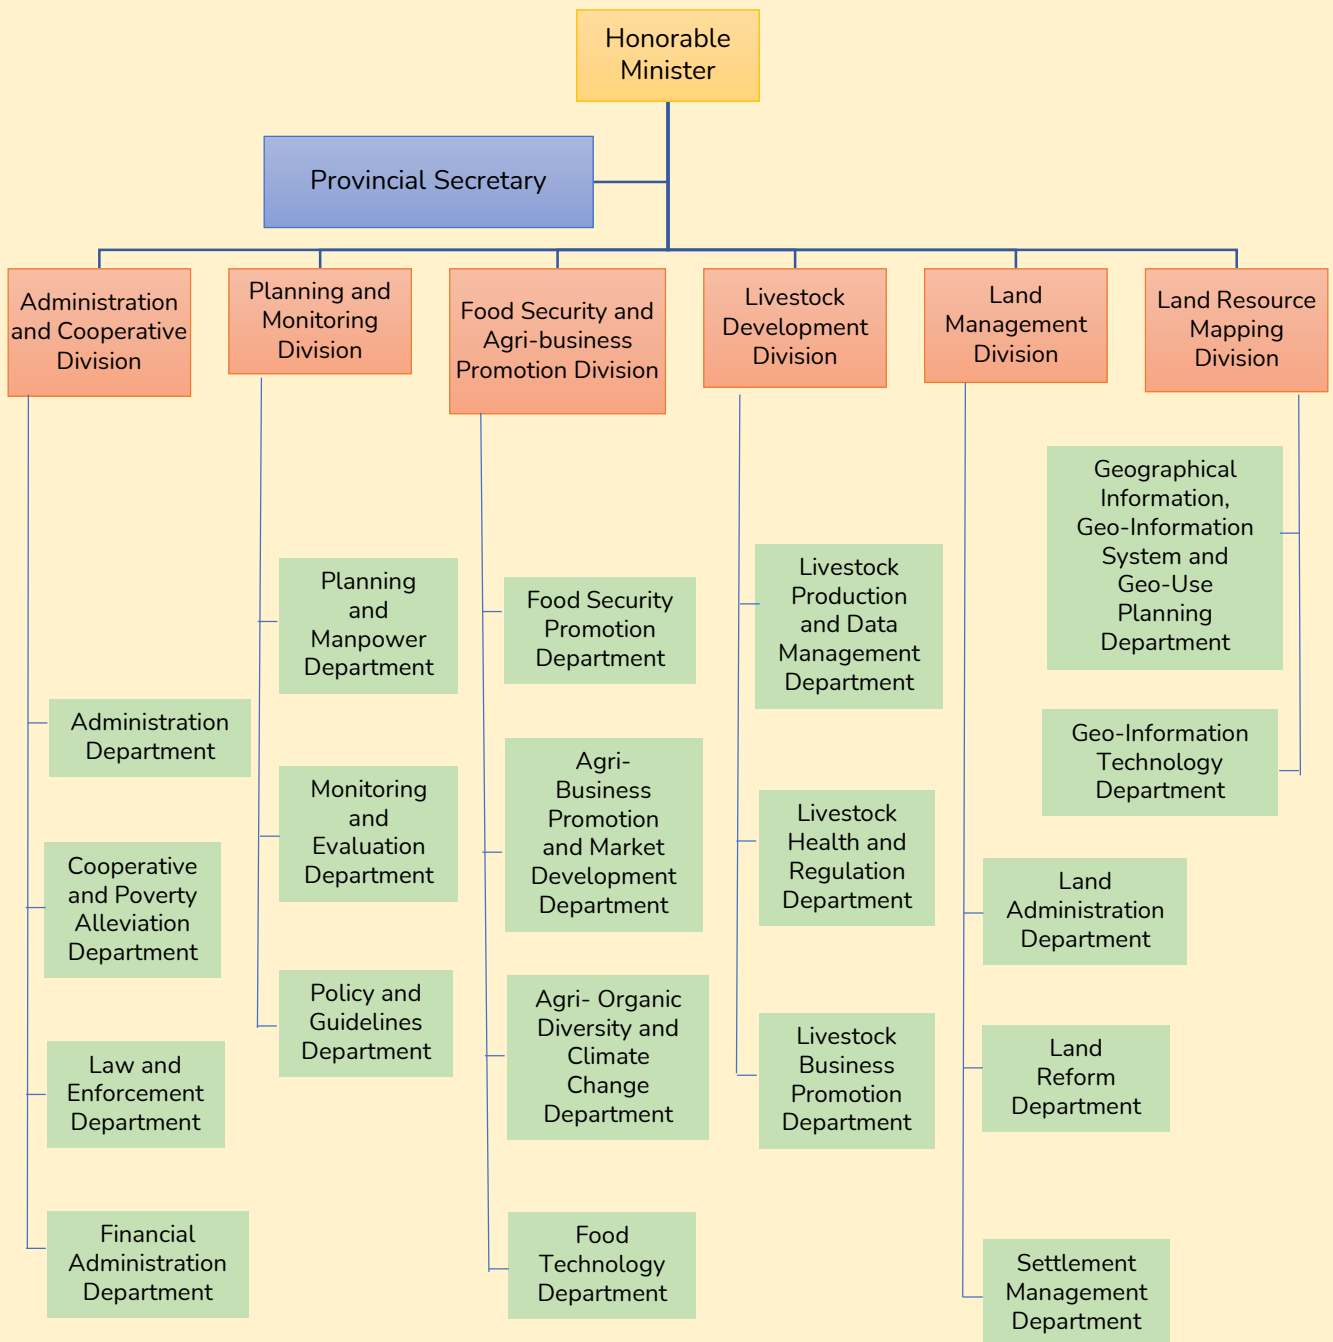 Honorable
Minister
Provincial Secretary
Administration
and Cooperative
Division
Planning and
Monitoring
Division
Food Security and
Agri-business
Promotion Division
Livestock
Development
Division
Land
Management
Division
Land Resource
Mapping
Division
Administration
Department
Cooperative
and Poverty
Alleviation
Department
Law and
Enforcement
Department
Financial
Administration
Department
Planning
and
Manpower
Department
Monitoring
and
Evaluation
Department
Policy and
Guidelines
Department
Food Security
Promotion
Department
Agri-
Business
Promotion
and Market
Development
Department
Agri- Organic
Diversity and
Climate
Change
Department
Food
Technology
Department
Livestock
Production
and Data
Management
Department
Livestock
Health and
Regulation
Department
Livestock
Business
Promotion
Department
Land
Administration
Department
Land
Reform
Department
Settlement
Management
Department
Geographical
Information,
Geo-Information
System and
Geo-Use
Planning
Department
Geo-Information
Technology
Department